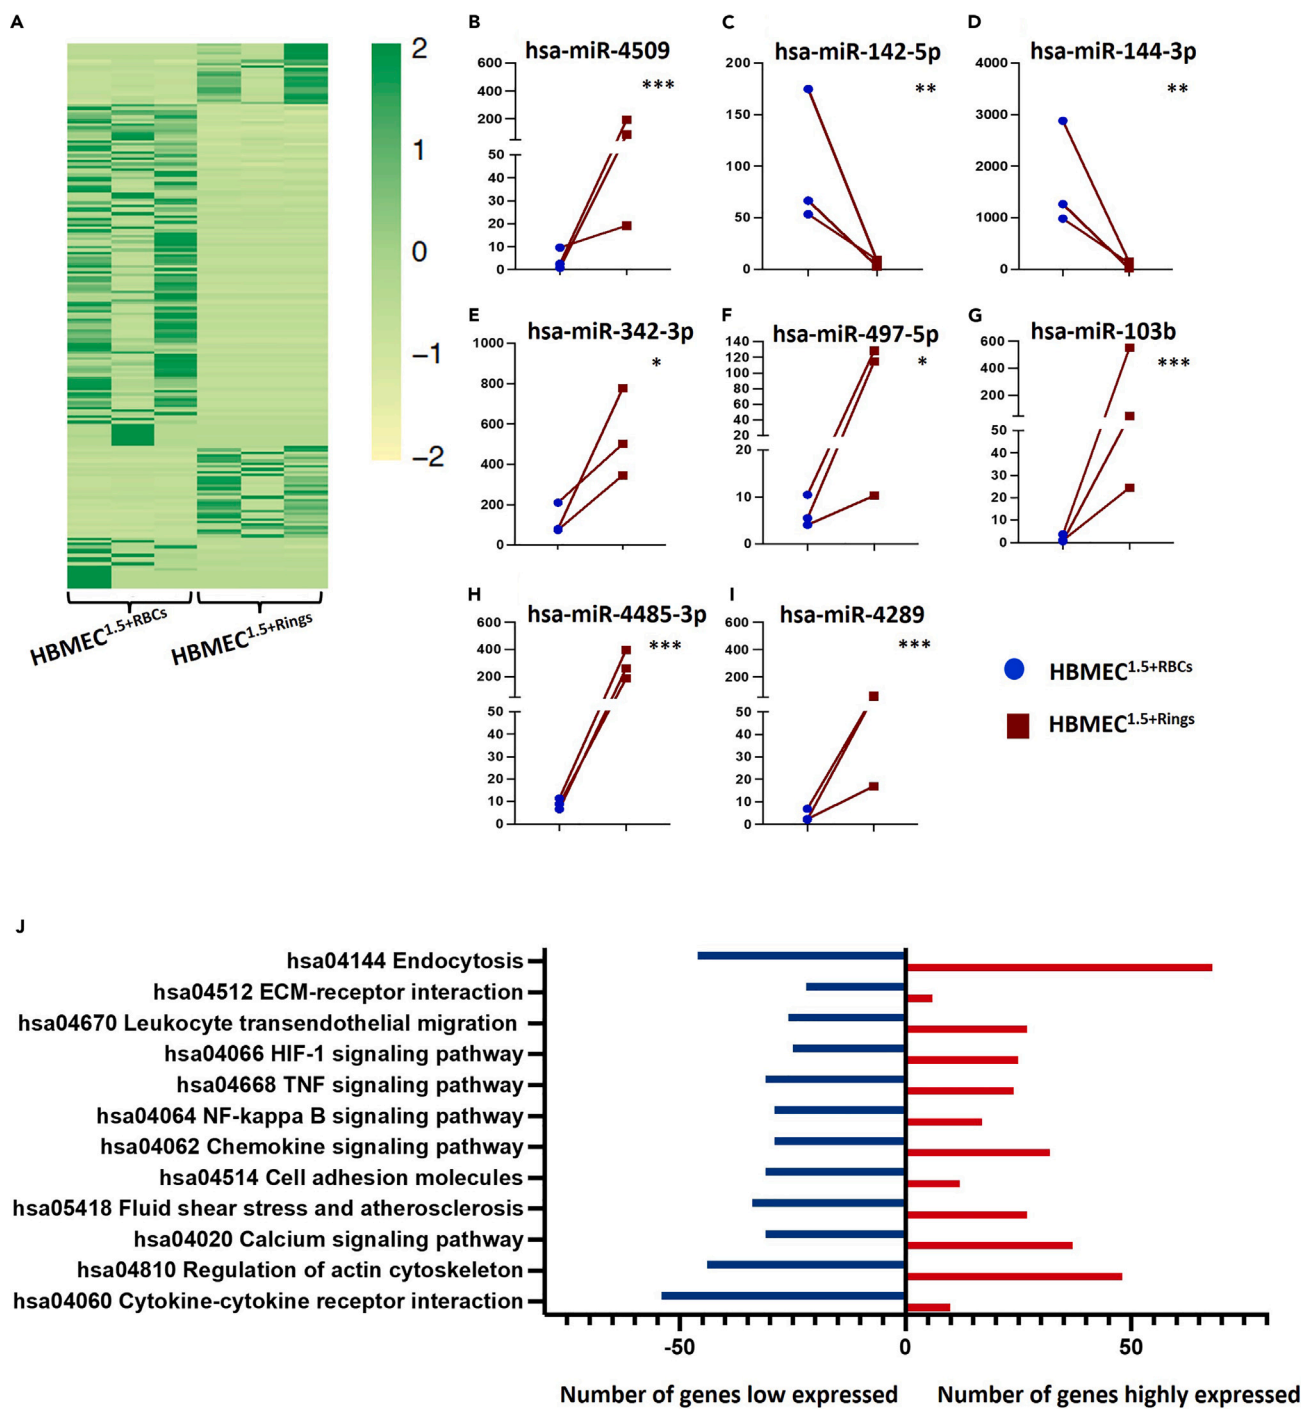 A
2
1
0
−1
−2
HBMEC1.5+RBCs
HBMEC1.5+Rings
B
hsa-miR-4509
600
400
200
50
40
30
20
10
0
***
C
hsa-miR-142-5p
200
150
100
50
0
**
D
hsa-miR-144-3p
4000
3000
2000
1000
0
**
E
hsa-miR-342-3p
1000
800
600
400
200
0
*
F
hsa-miR-497-5p
140
120
100
80
60
40
20
20
10
0
*
G
hsa-miR-103b
600
400
200
50
40
30
20
10
0
***
H
hsa-miR-4485-3p
600
400
200
50
40
30
20
10
0
***
I
hsa-miR-4289
600
400
200
50
40
30
20
10
0
***
HBMEC1.5+RBCs
HBMEC1.5+Rings
J
hsa04144 Endocytosis
hsa04512 ECM-receptor interaction
hsa04670 Leukocyte transendothelial migration
hsa04066 HIF-1 signaling pathway
hsa04668 TNF signaling pathway
hsa04064 NF-kappa B signaling pathway
hsa04062 Chemokine signaling pathway
hsa04514 Cell adhesion molecules
hsa05418 Fluid shear stress and atherosclerosis
hsa04020 Calcium signaling pathway
hsa04810 Regulation of actin cytoskeleton
hsa04060 Cytokine-cytokine receptor interaction
-50 0 50
Number of genes low expressed Number of genes highly expressed